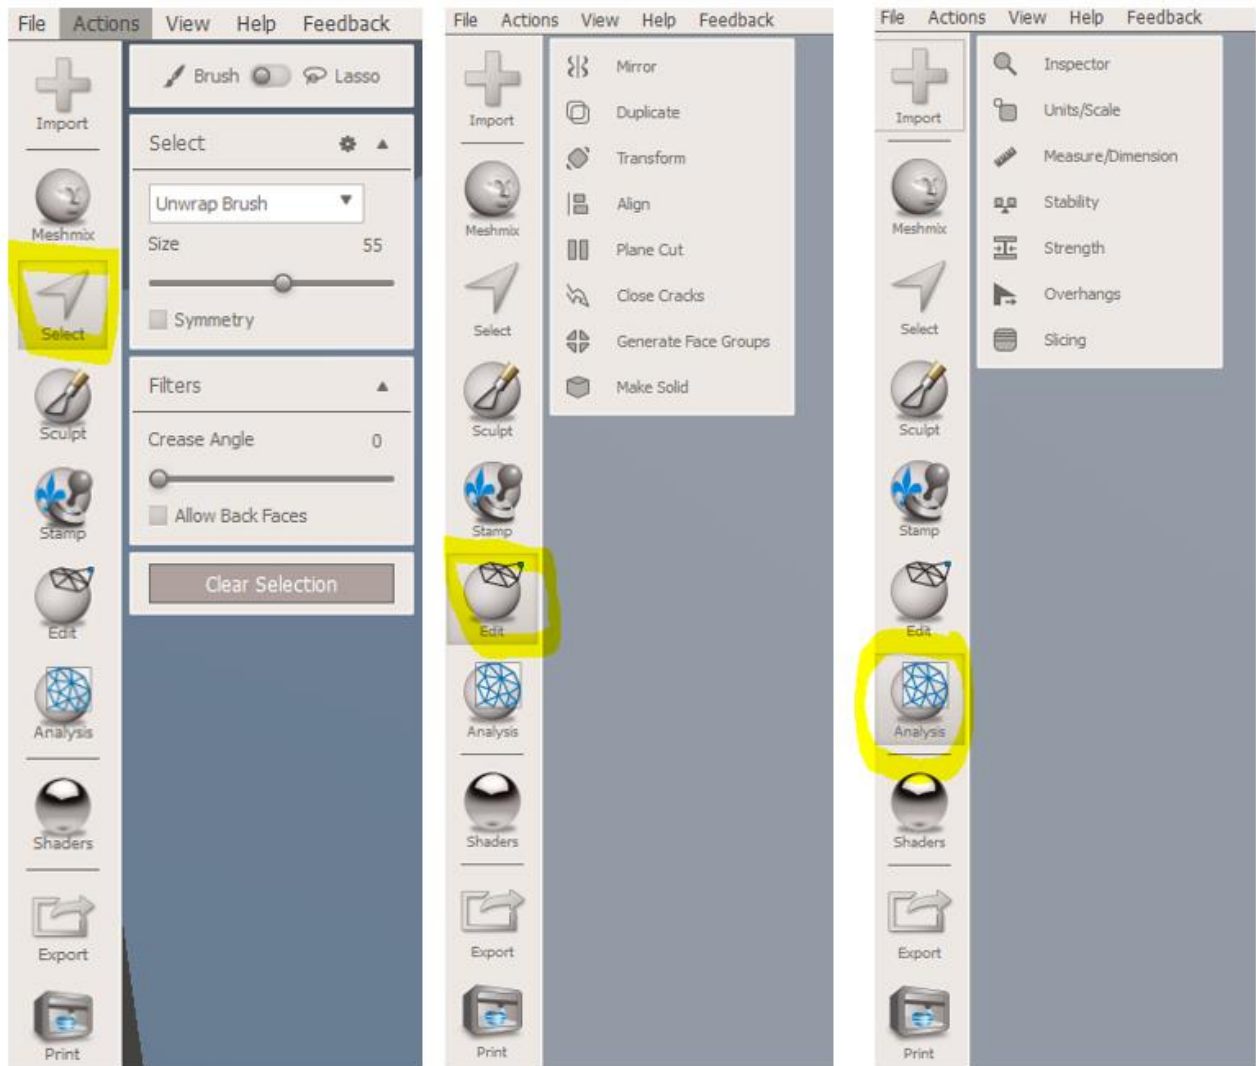 File Actions View Help Feedback
Import
Meshmix
Select
Sculpt
Stamp
Edit
Analysis
Shaders
Export
Print
Brush Lasso
Select
Unwrap Brush
Size 55
Symmetry
Filters
Crease Angle 0
Allow Back Faces
Clear Selection
File Actions View Help Feedback
Import
Meshmix
Select
Sculpt
Stamp
Edit
Analysis
Shaders
Export
Print
Mirror
Duplicate
Transform
Align
Plane Cut
Close Cracks
Generate Face Groups
Make Solid
File Actions View Help Feedback
Import
Meshmix
Select
Sculpt
Stamp
Edit
Analysis
Shaders
Export
Print
Inspector
Units/Scale
Measure/Dimension
Stability
Strength
Overhangs
Slicing